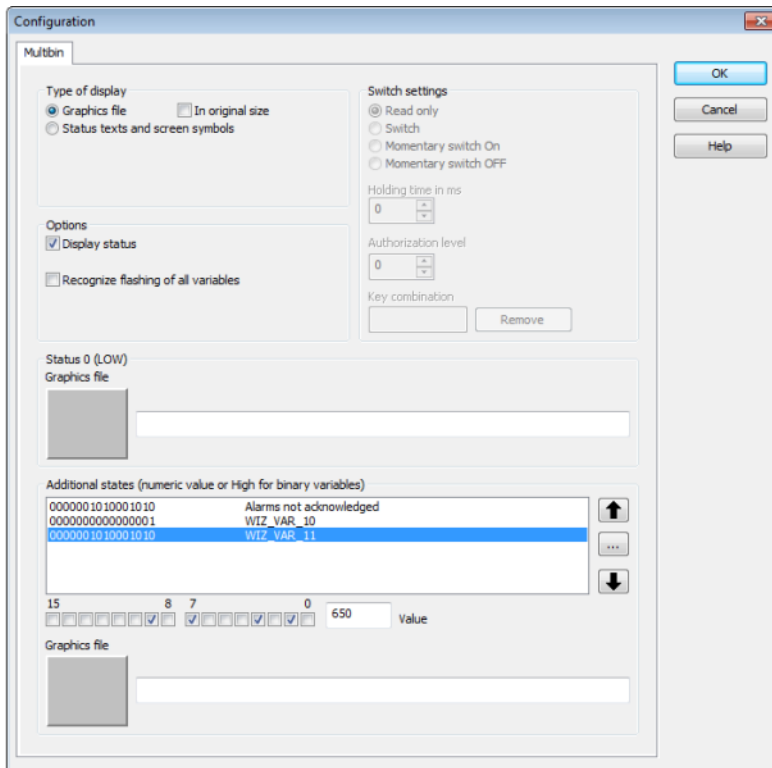 Configuration
Multibin
OK
Cancel
Help
Type of display
Graphics file In original size
Status texts and screen symbols
Switch settings
Read only
Switch
Momentary switch On
Momentary switch OFF
Holding time in ms
0
Authorization level
0
Key combination
Remove
Options
Display status
Recognize flashing of all variables
Status 0 (LOW)
Graphics file
Additional states (numeric value or High for binary variables)
0000001010001010 Alarms not acknowledged
0000000000000001 WIZ_VAR_10
0000001010001010 WIZ_VAR_11
...
15 8 7 0
650 Value
Graphics file